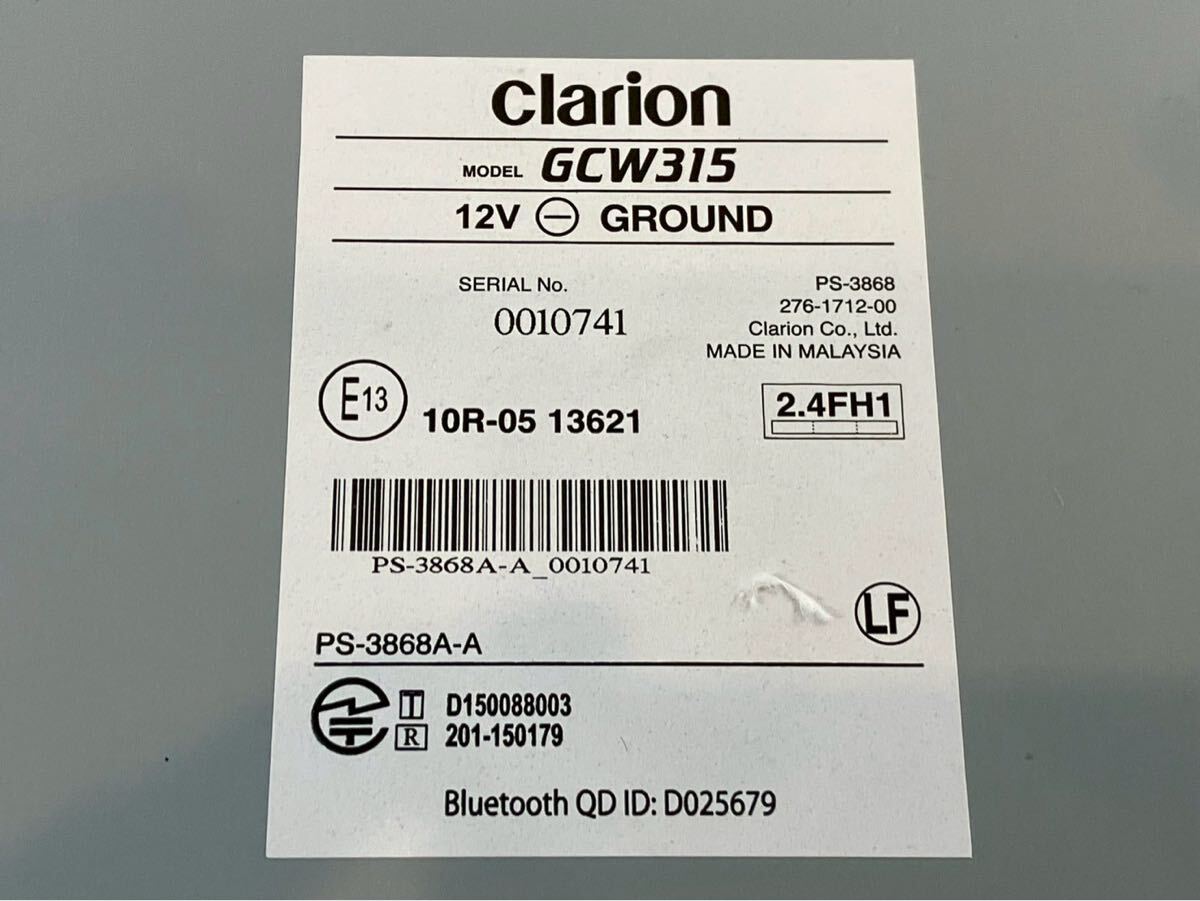 clarion
MODEL GCW315
12V ⊖ GROUND
SERIAL No.
0010741
PS-3868
276-1712-00
Clarion Co., Ltd.
MADE IN MALAYSIA
E13 10R-05 13621
2.4FH1
PS-3868A-A_0010741
LF
PS-3868A-A
T D150088003
R 201-150179
Bluetooth QD ID: D025679